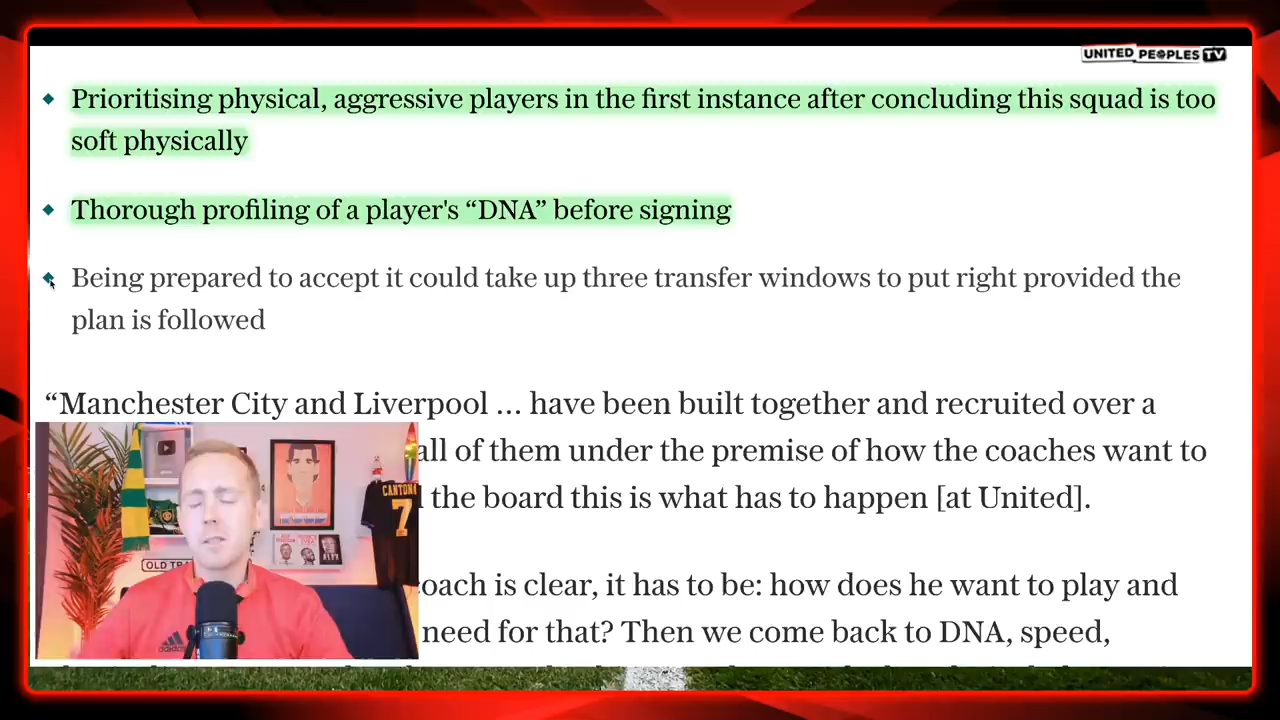 UNITED PEOPLES TV
Prioritising physical, aggressive players in the first instance after concluding this squad is too
soft physically
Thorough profiling of a player's “DNA” before signing
Being prepared to accept it could take up three transfer windows to put right provided the
plan is followed
“Manchester City and Liverpool ... have been built together and recruited over a
all of them under the premise of how the coaches want to
the board this is what has to happen [at United].
coach is clear, it has to be: how does he want to play and
need for that? Then we come back to DNA, speed,
CANTONA
7
OLD TRA